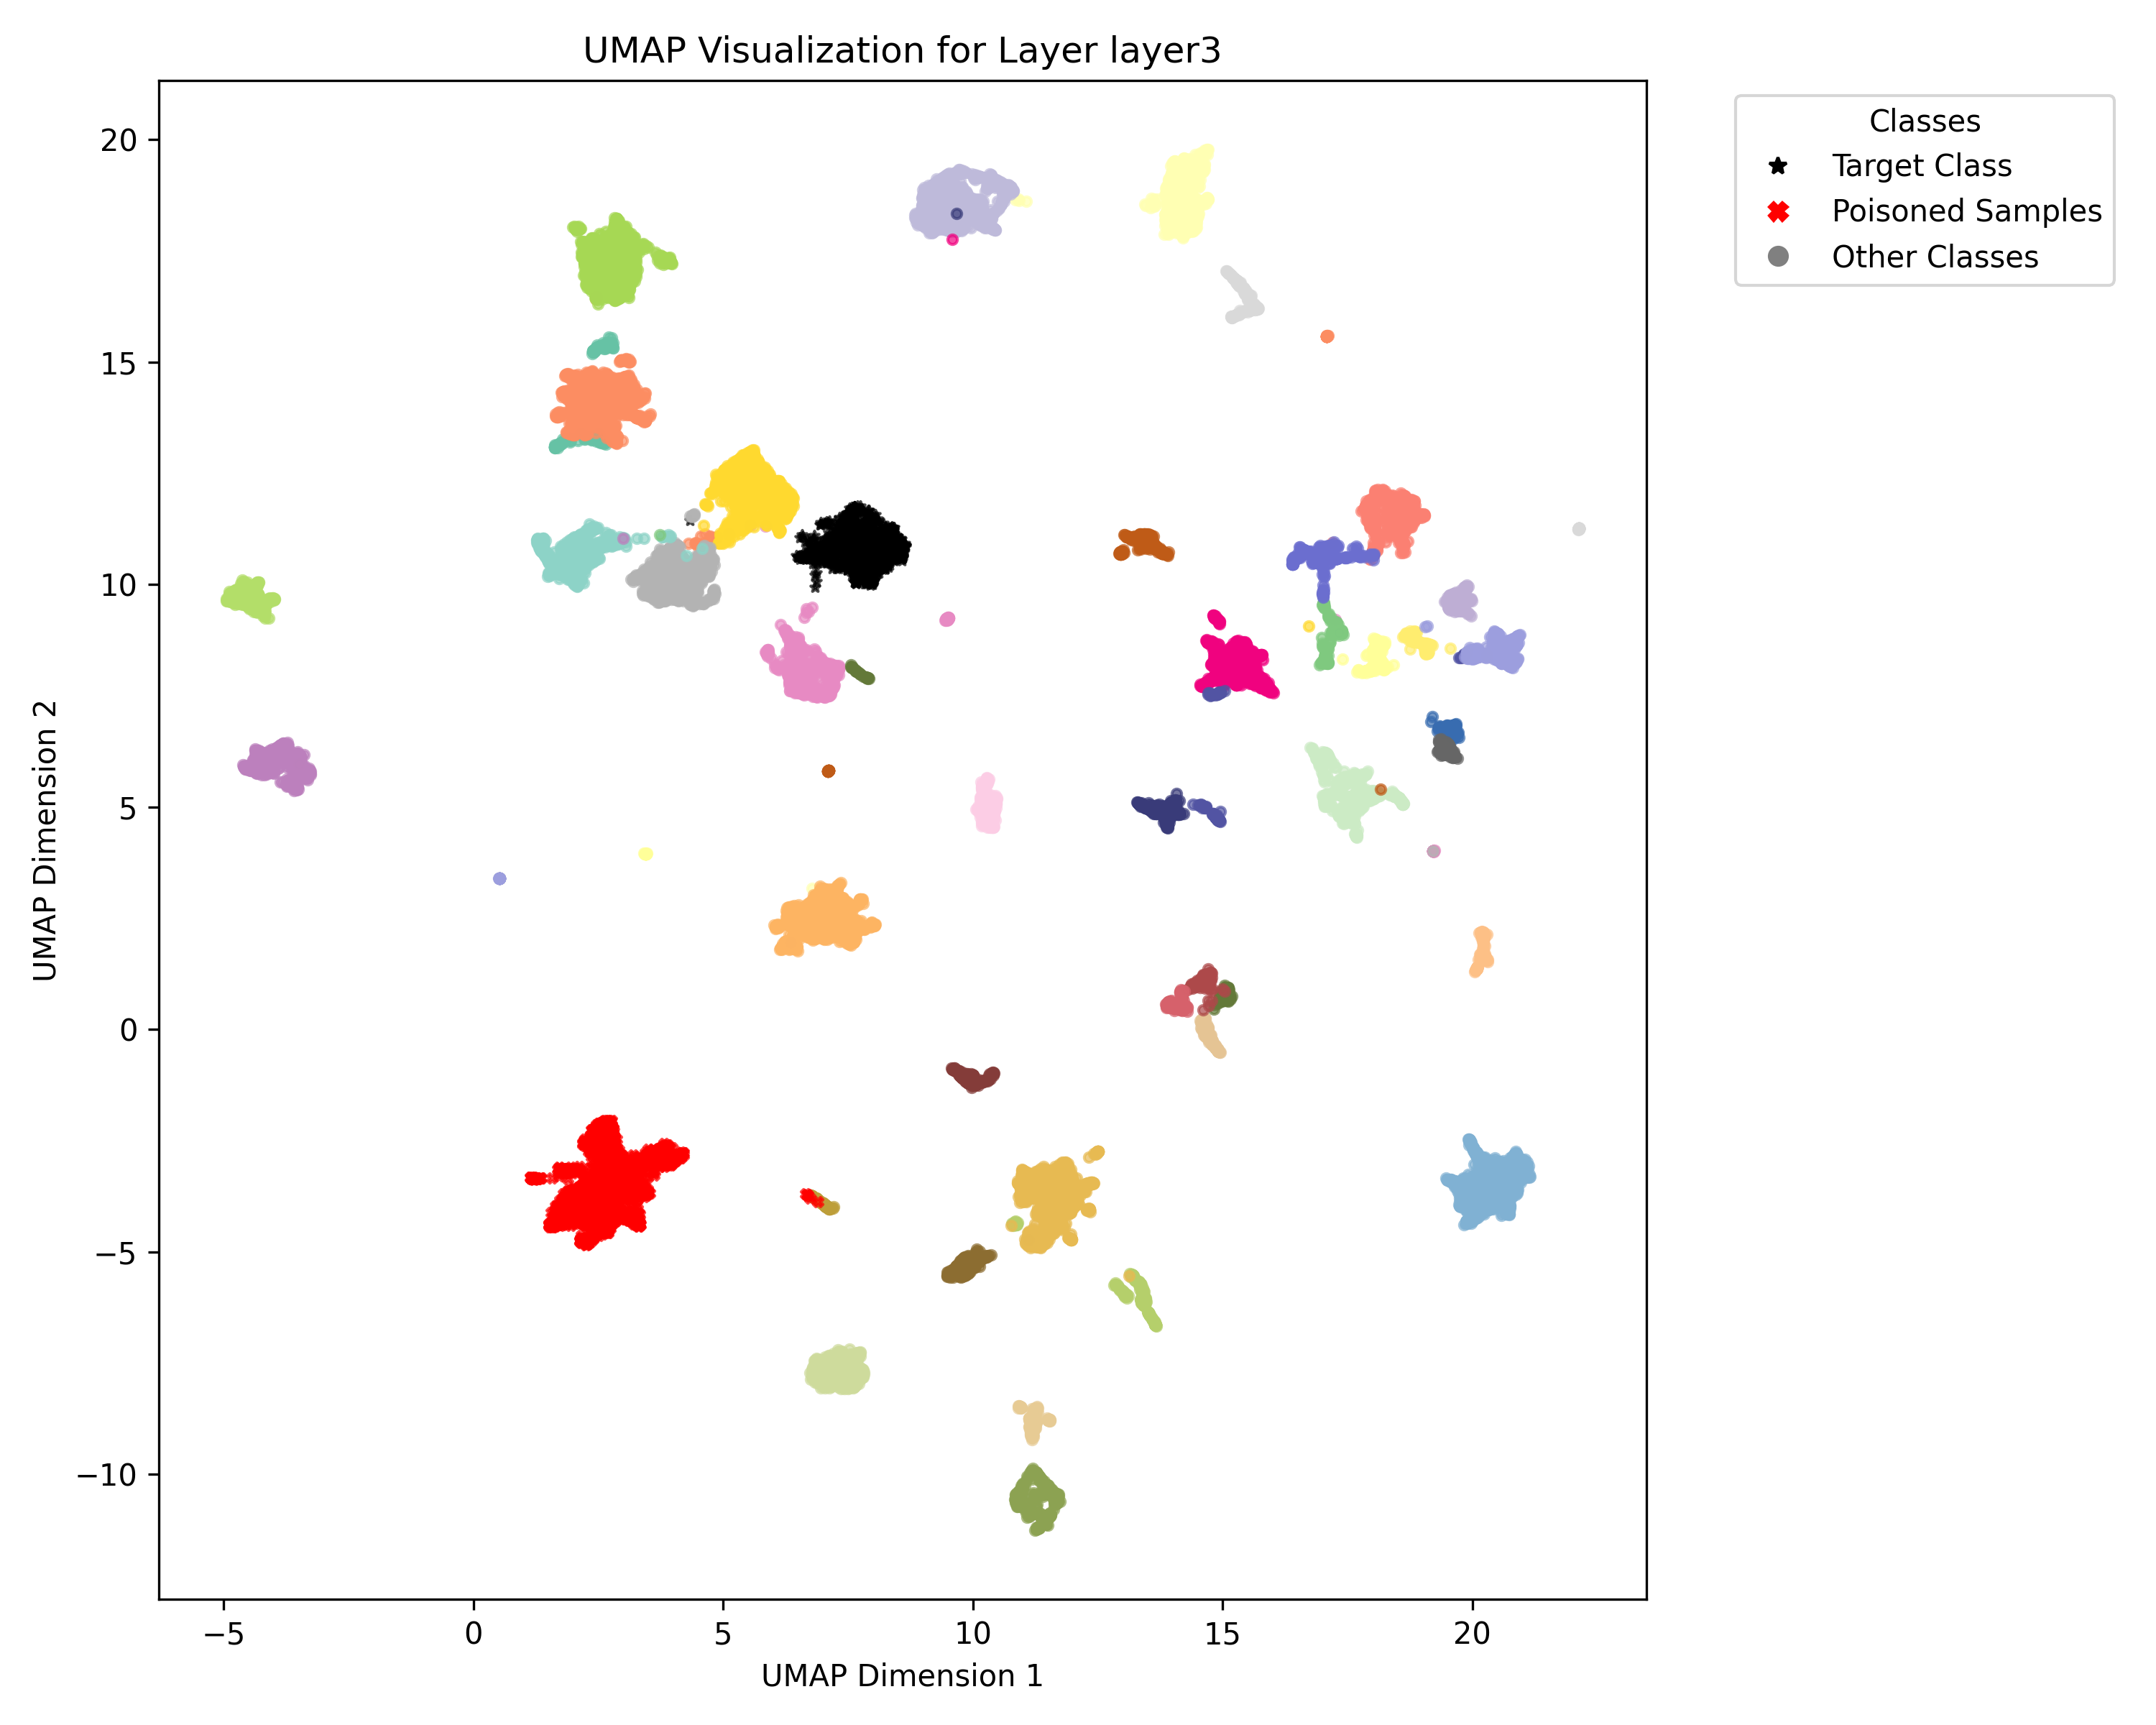 UMAP Visualization for Layer layer3
Classes
Target Class
Poisoned Samples
Other Classes
20
15
10
5
0
−5
−10
UMAP Dimension 2
−5
0
5
10
15
20
UMAP Dimension 1